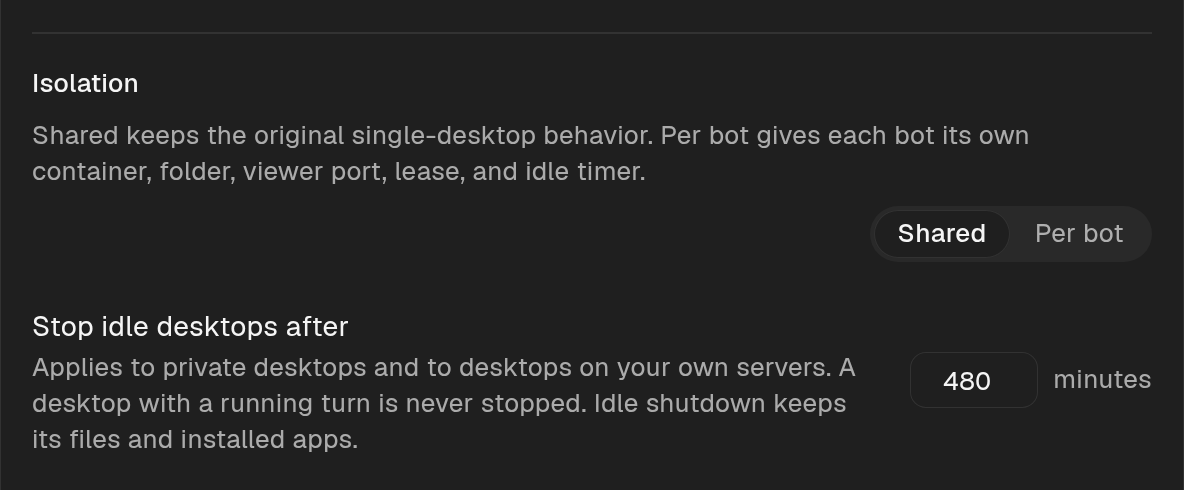 Isolation
Shared keeps the original single-desktop behavior. Per bot gives each bot its own
container, folder, viewer port, lease, and idle timer.
Shared Per bot
Stop idle desktops after
Applies to private desktops and to desktops on your own servers. A
desktop with a running turn is never stopped. Idle shutdown keeps
its files and installed apps.
480 minutes